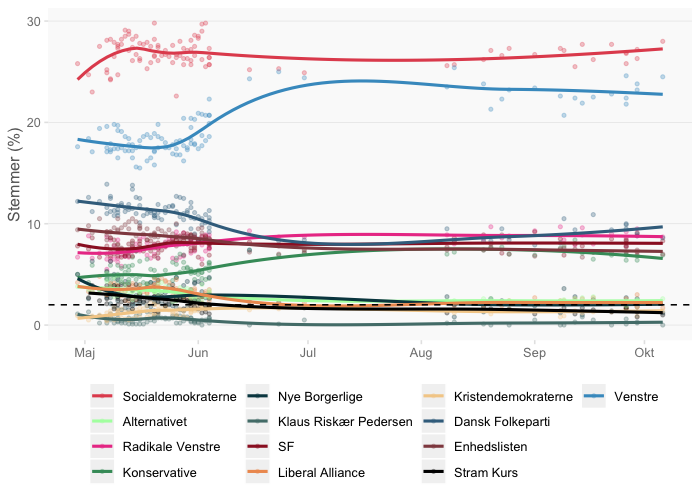 Stemmer (%)
30
20
10
0
Maj Jun Jul Aug Sep Okt
Socialdemokraterne Nye Borgerlige Kristendemokraterne Venstre
Alternativet Klaus Riskær Pedersen Dansk Folkeparti
Radikale Venstre SF Enhedslisten
Konservative Liberal Alliance Stram Kurs